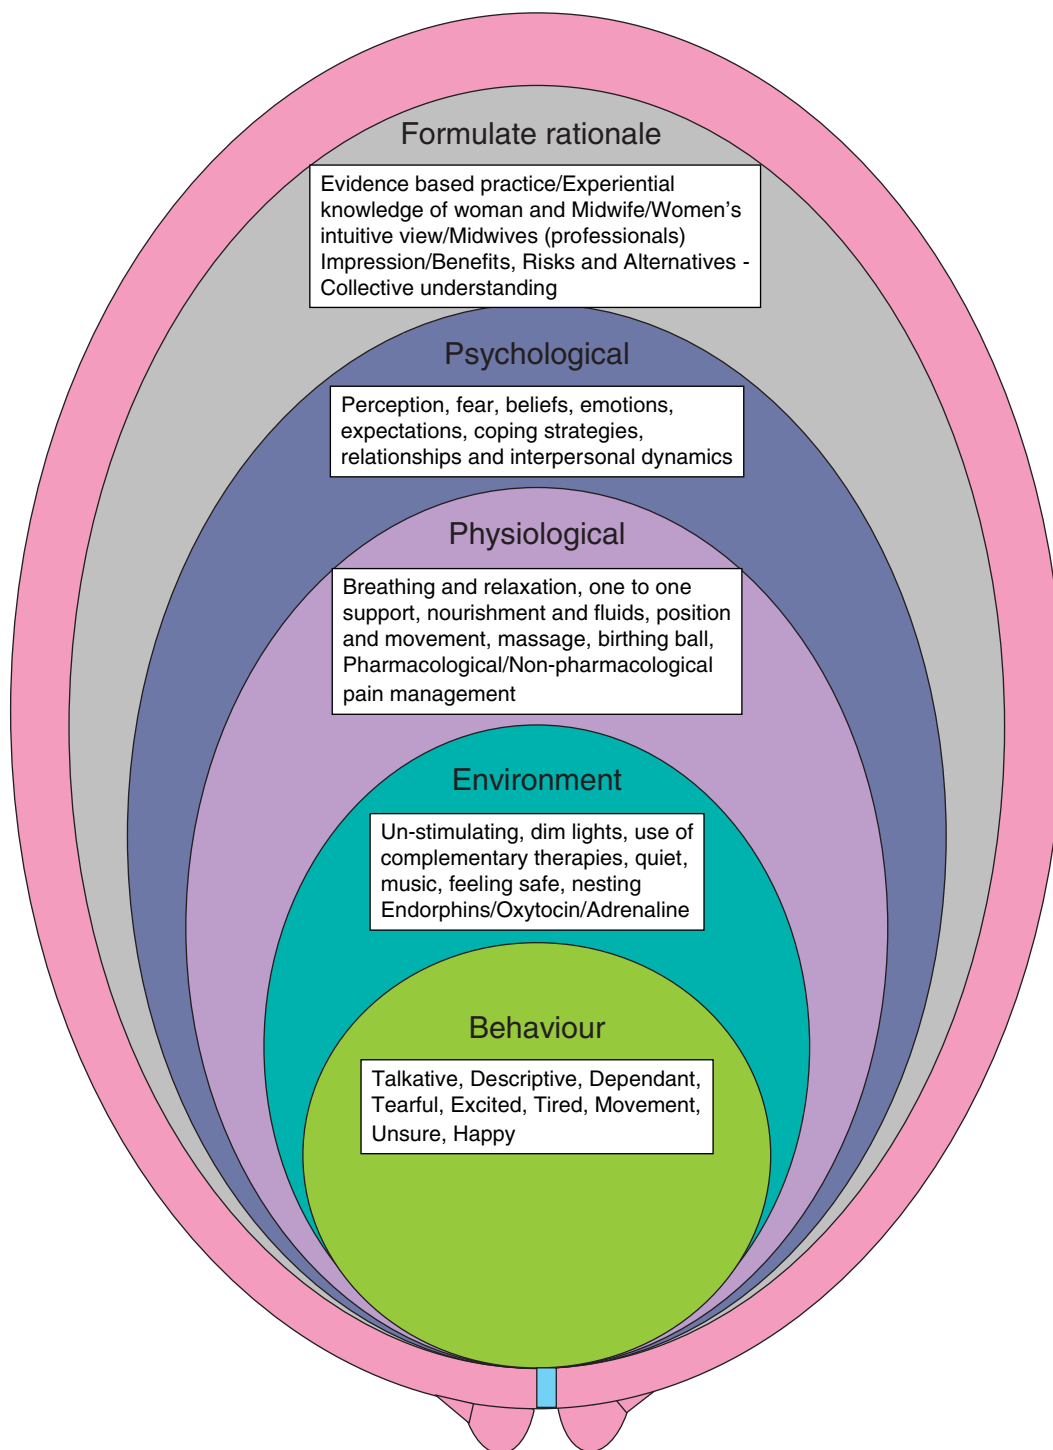 Formulate rationale
Evidence based practice/Experiential
knowledge of woman and Midwife/Women's
intuitive view/Midwives (professionals)
Impression/Benefits, Risks and Alternatives -
Collective understanding
Psychological
Perception, fear, beliefs, emotions,
expectations, coping strategies,
relationships and interpersonal dynamics
Physiological
Breathing and relaxation, one to one
support, nourishment and fluids, position
and movement, massage, birthing ball,
Pharmacological/Non-pharmacological
pain management
Environment
Un-stimulating, dim lights, use of
complementary therapies, quiet,
music, feeling safe, nesting
Endorphins/Oxytocin/Adrenaline
Behaviour
Talkative, Descriptive, Dependant,
Tearful, Excited, Tired, Movement,
Unsure, Happy